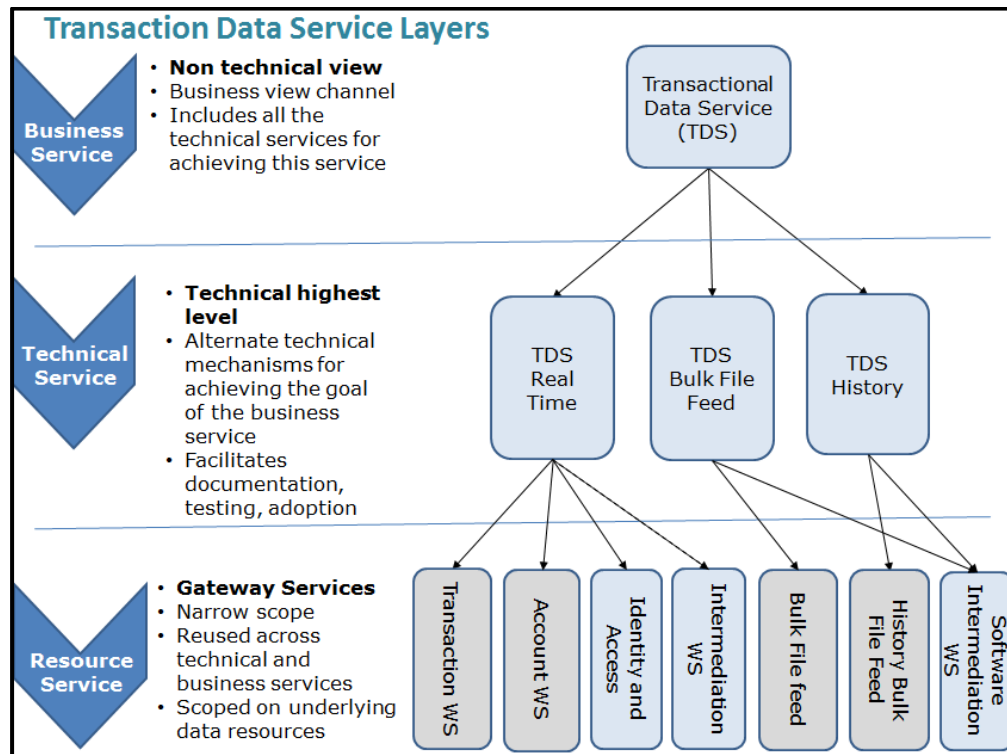 Transaction Data Service Layers
Business
Service
• Non technical view
• Business view channel
• Includes all the
technical services for
achieving this service
Transactional
Data Service
(TDS)
Technical
Service
• Technical highest
level
• Alternate technical
mechanisms for
achieving the goal
of the business
service
• Facilitates
documentation,
testing, adoption
TDS
Real
Time
TDS
Bulk File
Feed
TDS
History
Resource
Service
• Gateway Services
• Narrow scope
• Reused across
technical and
business services
• Scoped on underlying
data resources
Transaction WS
Account WS
Identity and
Access
Intermediation
WS
Bulk File feed
History Bulk
File Feed
Software
Intermediation
WS